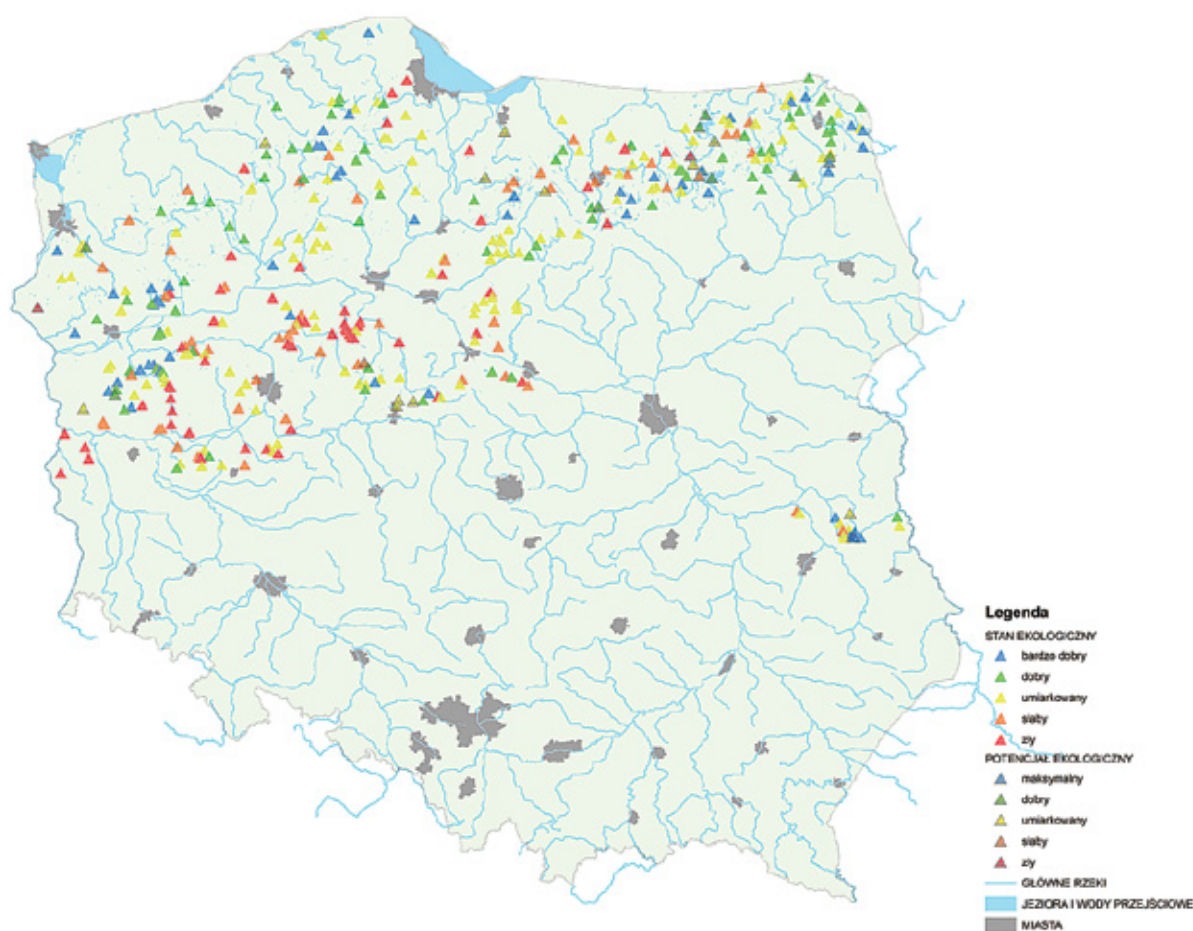 Legenda
STAN EKOLOGICZNY
bardzo dobry
dobry
umiarkowany
słaby
zły
POTENCJAŁ EKOLOGICZNY
maksymalny
dobry
umiarkowany
słaby
zły
GŁÓWNE RZEKI
JEZIORA I WODY PRZEJŚCIOWE
MIASTA